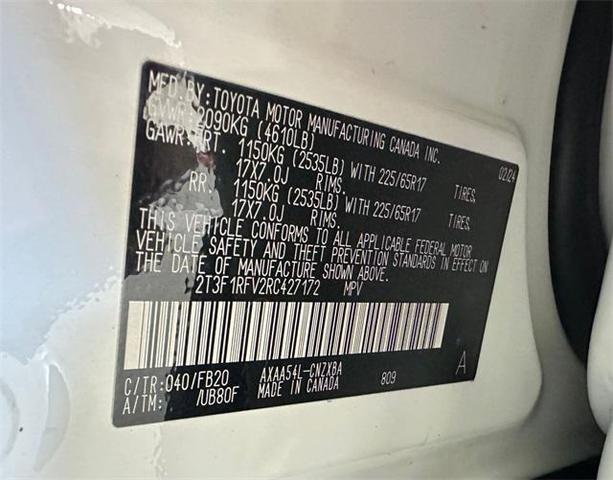 MFD.BY:TOYOTA MOTOR MANUFACTURING CANADA INC.
GVWR:2090KG (4610LB) 02/24
GAWR:FRT. 1150KG (2535LB) WITH 225/65R17 TIRES.
17X7.0J RIMS.
RR. 1150KG (2535LB) WITH 225/65R17 TIRES.
17X7.0J RIMS.
THIS VEHICLE CONFORMS TO ALL APPLICABLE FEDERAL MOTOR
VEHICLE SAFETY AND THEFT PREVENTION STANDARDS IN EFFECT ON
THE DATE OF MANUFACTURE SHOWN ABOVE.
2T3F1RFV2RC427172 MPV
C/TR:040/FB20 AXAA54L-CNZXBA A
A/TM: /UB80F MADE IN CANADA 809